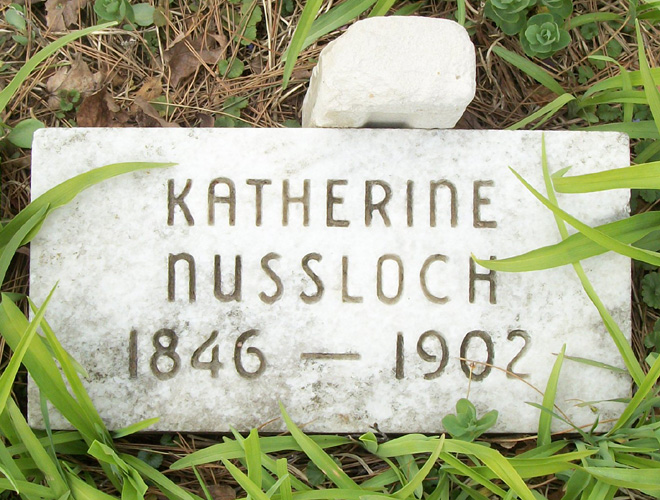 KATHERINE
NUSSLOCH
1846 — 1902